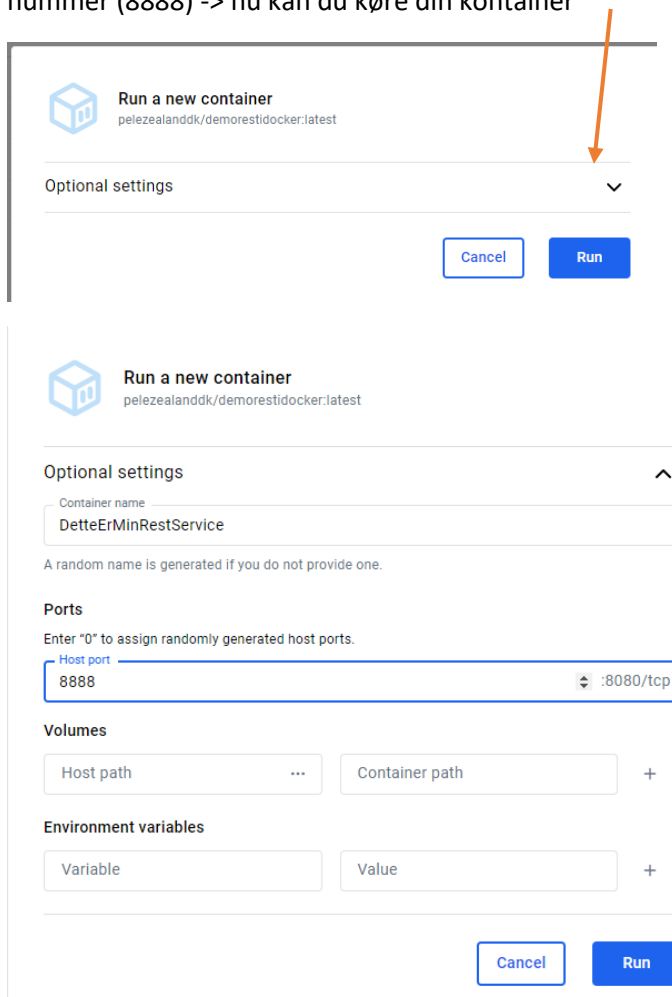 nummer (8888) -> nu kan du køre din kontainer
Run a new container
pelezealanddk/demorestidocker:latest
Optional settings
Cancel
Run
Run a new container
pelezealanddk/demorestidocker:latest
Optional settings
Container name
DetteErMinRestService
A random name is generated if you do not provide one.
Ports
Enter “0” to assign randomly generated host ports.
Host port
8888 :8080/tcp
Volumes
Host path ... Container path +
Environment variables
Variable Value +
Cancel Run